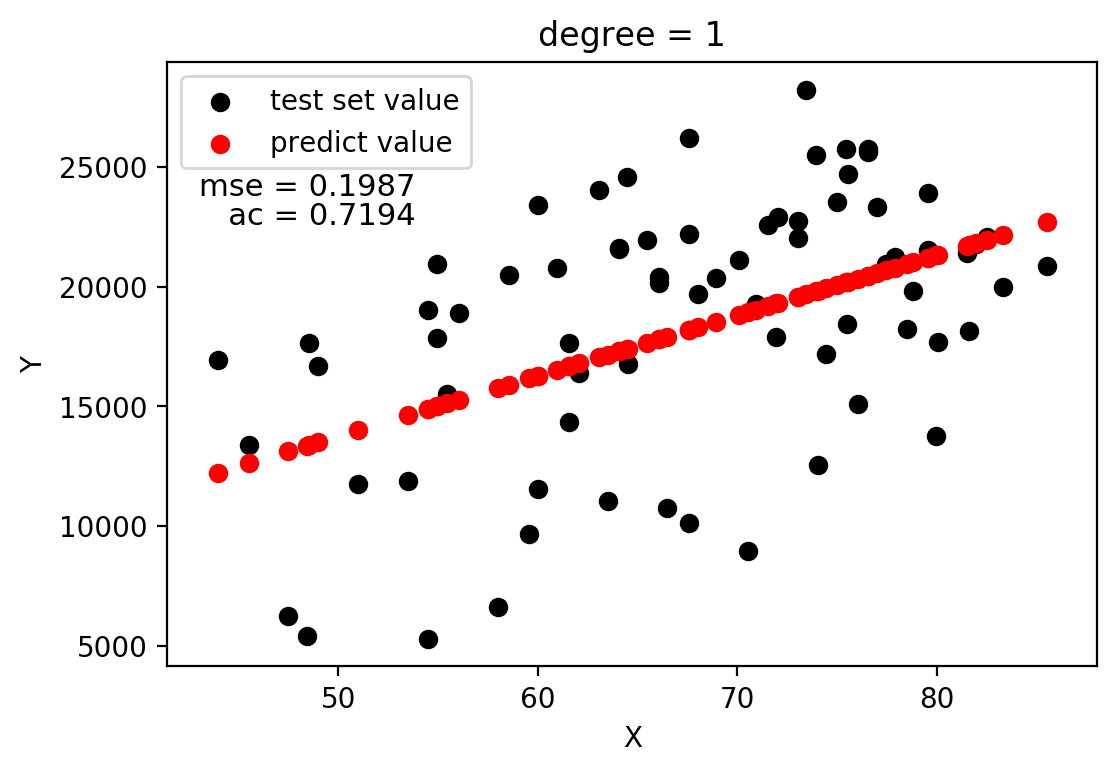 degree = 1
test set value
predict value
mse = 0.1987
ac = 0.7194
25000
20000
15000
10000
5000
Y
50 60 70 80
X